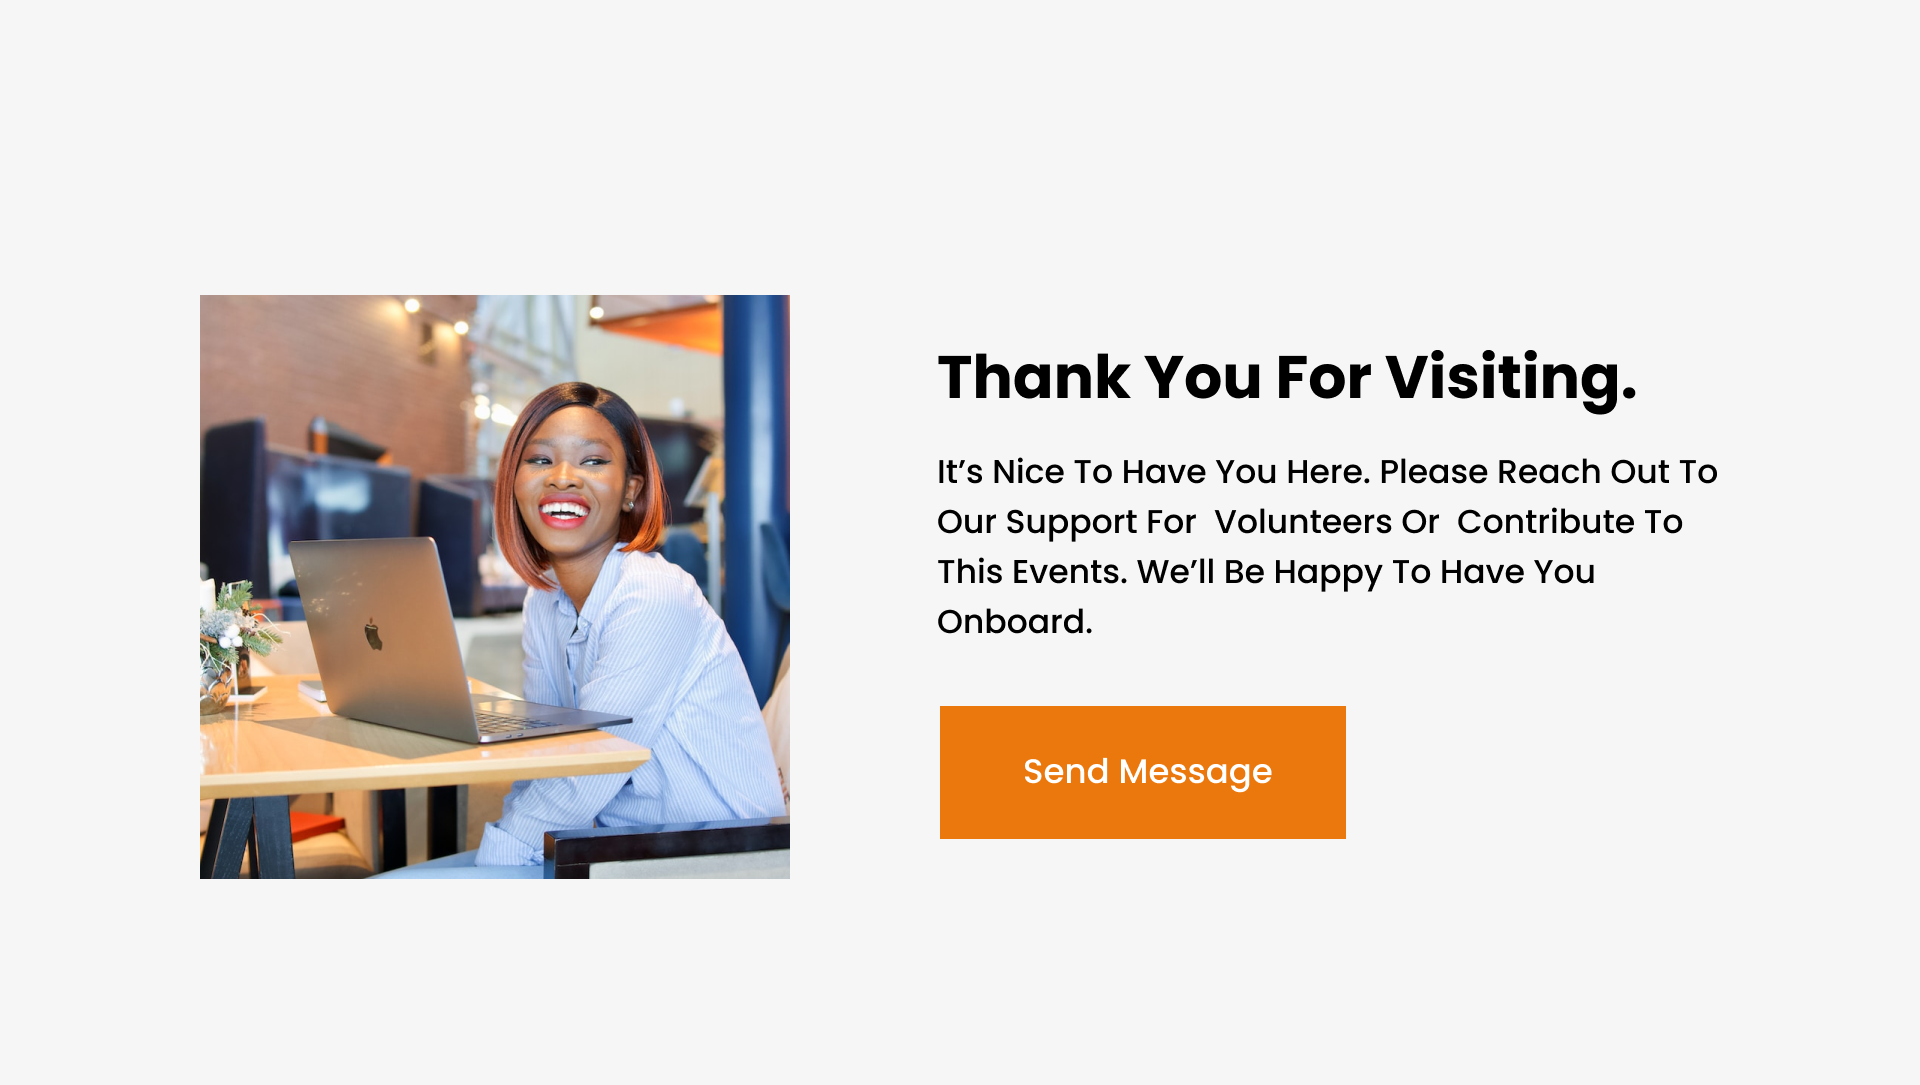 Thank You For Visiting.
It’s Nice To Have You Here. Please Reach Out To
Our Support For  Volunteers Or  Contribute To
This Events. We’ll Be Happy To Have You
Onboard.
Send Message